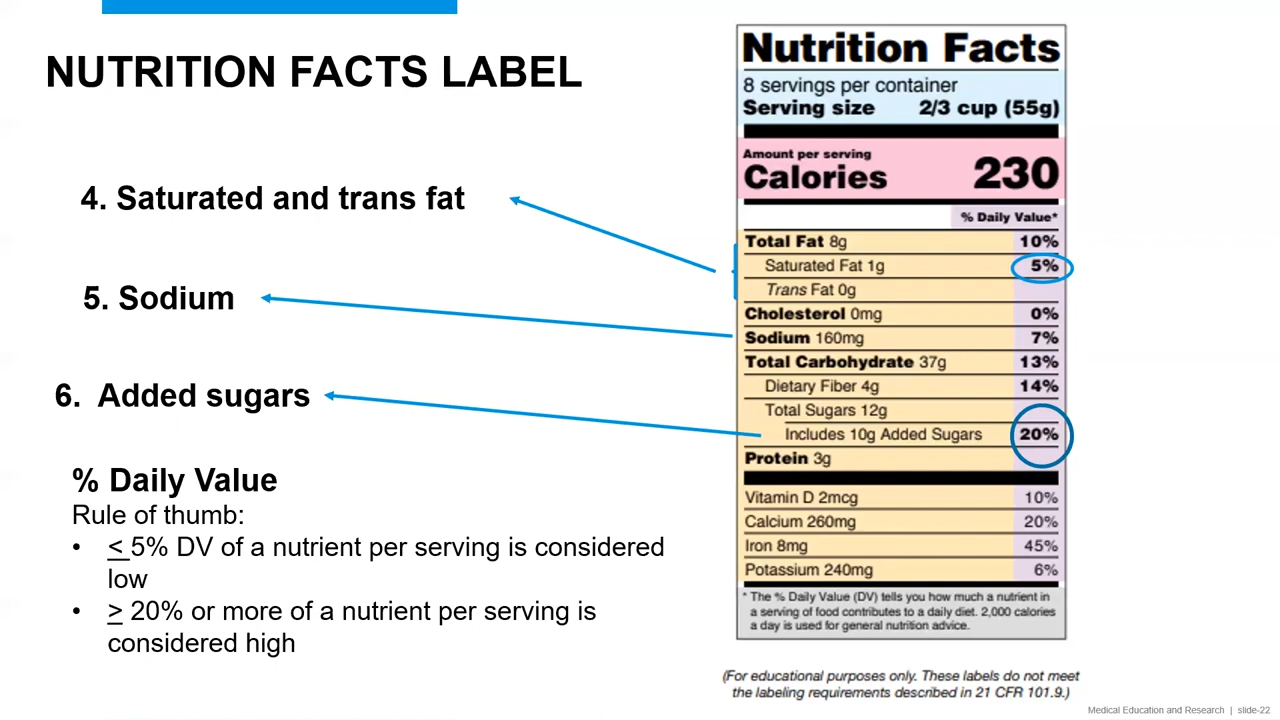 NUTRITION FACTS LABEL
4. Saturated and trans fat
5. Sodium
6. Added sugars
% Daily Value
Rule of thumb:
• < 5% DV of a nutrient per serving is considered
low
• > 20% or more of a nutrient per serving is
considered high
Nutrition Facts
8 servings per container
Serving size 2/3 cup (55g)
Amount per serving
Calories 230
% Daily Value*
Total Fat 8g 10%
Saturated Fat 1g 5%
Trans Fat 0g
Cholesterol 0mg 0%
Sodium 160mg 7%
Total Carbohydrate 37g 13%
Dietary Fiber 4g 14%
Total Sugars 12g
Includes 10g Added Sugars 20%
Protein 3g
Vitamin D 2mcg 10%
Calcium 260mg 20%
Iron 8mg 45%
Potassium 240mg 6%
* The % Daily Value (DV) tells you how much a nutrient in
a serving of food contributes to a daily diet. 2,000 calories
a day is used for general nutrition advice.
(For educational purposes only. These labels do not meet
the labeling requirements described in 21 CFR 101.9.)
Medical Education and Research | slide-22